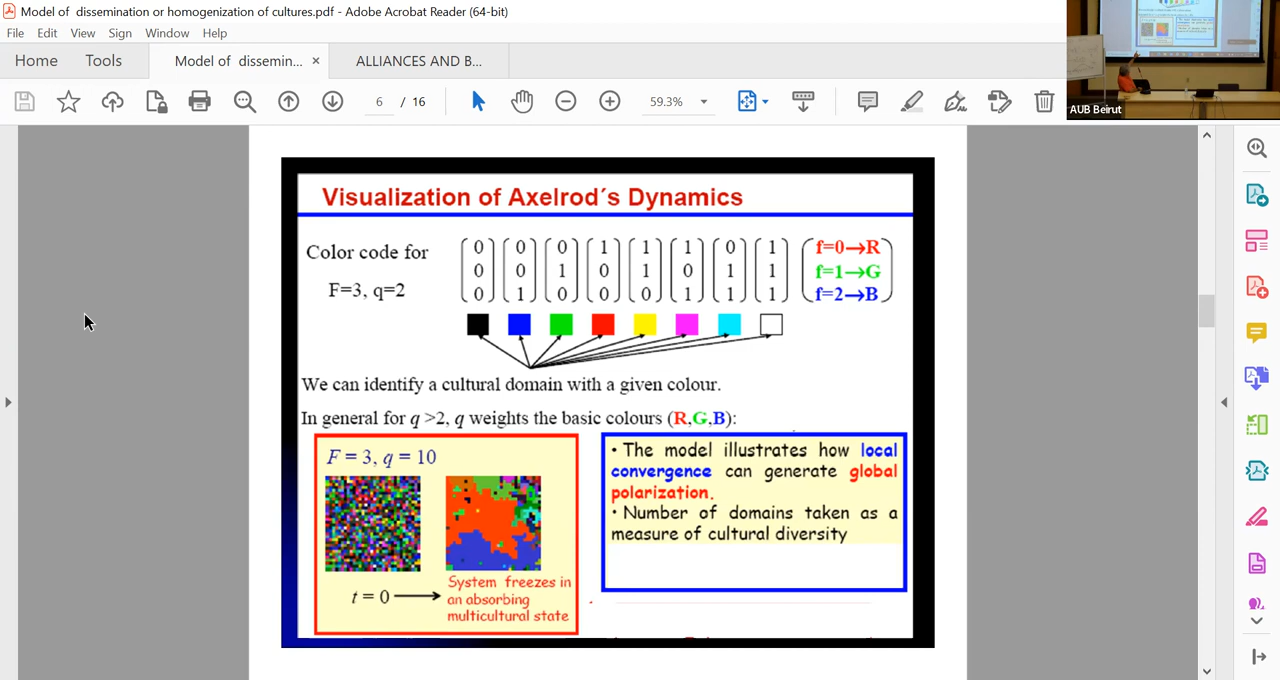 Model of  dissemination or homogenization of cultures.pdf - Adobe Acrobat Reader (64-bit)
File Edit View Sign Window Help
Home Tools Model of dissemin... × ALLIANCES AND B...
6 / 16 59.3%
AUB Beirut
Visualization of Axelrod´s Dynamics
Color code for
F=3, q=2
0 0 0 1 1 1 0 1 f=0→R
0 0 1 0 1 0 1 1 f=1→G
0 1 0 0 0 1 1 1 f=2→B
We can identify a cultural domain with a given colour.
In general for q >2, q weights the basic colours (R,G,B):
F = 3, q = 10
t = 0
System freezes in
an absorbing
multicultural state
• The model illustrates how local
convergence can generate global
polarization.
• Number of domains taken as a
measure of cultural diversity